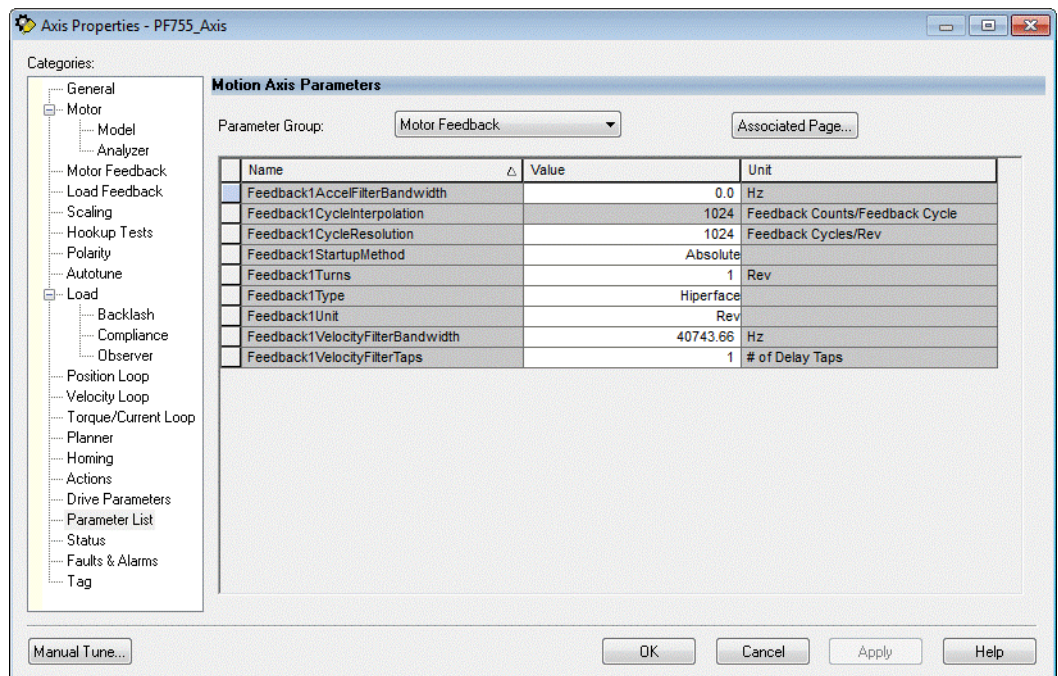 Axis Properties - PF755_Axis
Categories:
General
Motor
Model
Analyzer
Motor Feedback
Load Feedback
Scaling
Hookup Tests
Polarity
Autotune
Load
Backlash
Compliance
Observer
Position Loop
Velocity Loop
Torque/Current Loop
Planner
Homing
Actions
Drive Parameters
Parameter List
Status
Faults & Alarms
Tag
Motion Axis Parameters
Parameter Group: Motor Feedback Associated Page...
Name Value Unit
Feedback1AccelFilterBandwidth 0.0 Hz
Feedback1CycleInterpolation 1024 Feedback Counts/Feedback Cycle
Feedback1CycleResolution 1024 Feedback Cycles/Rev
Feedback1StartupMethod Absolute
Feedback1Turns 1 Rev
Feedback1Type Hiperface
Feedback1Unit Rev
Feedback1VelocityFilterBandwidth 40743.66 Hz
Feedback1VelocityFilterTaps 1 # of Delay Taps
Manual Tune... OK Cancel Apply Help